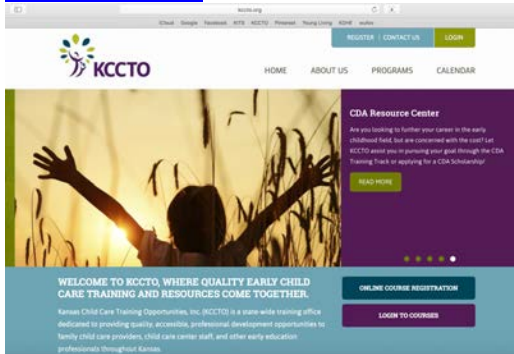 kccto.org
iCloud Google Facebook KITS KCCTO Pinterest Young Living KDHE wufoo
REGISTER | CONTACT US LOGIN
KCCTO
HOME ABOUT US PROGRAMS CALENDAR
CDA Resource Center
Are you looking to further your career in the early
childhood field, but are concerned with the cost? Let
KCCTO assist you in pursuing your goal through the CDA
Training Track or applying for a CDA Scholarship!
READ MORE
WELCOME TO KCCTO, WHERE QUALITY EARLY CHILD
CARE TRAINING AND RESOURCES COME TOGETHER.
Kansas Child Care Training Opportunities, Inc. (KCCTO) is a state-wide training office
dedicated to providing quality, accessible, professional development opportunities to
family child care providers, child care center staff, and other early education
professionals throughout Kansas.
ONLINE COURSE REGISTRATION
LOGIN TO COURSES